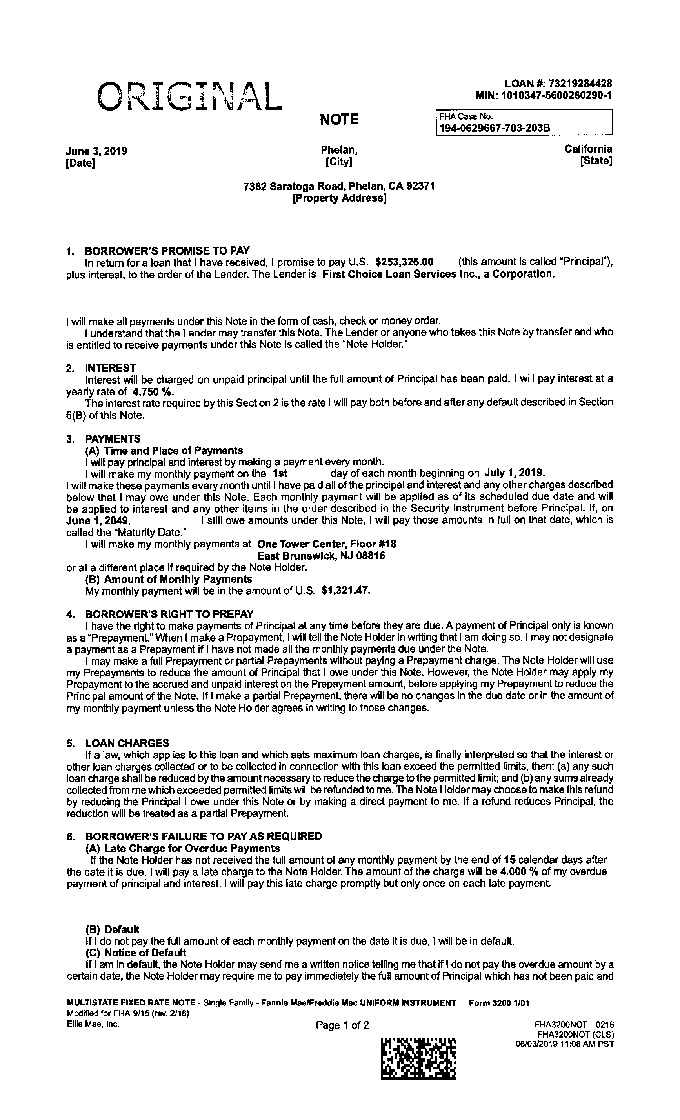 ORIGINAL
LOAN #: 73219284428
MIN: 1010347-5600260290-1
NOTE
FHA Case No.
194-0629667-703-203B
June 3, 2019
[Date]
Phelan,
[City]
California
[State]
7382 Saratoga Road, Phelan, CA 92371
[Property Address]
1. BORROWER'S PROMISE TO PAY
In return for a loan that I have received, I promise to pay U.S. $253,326.00 (this amount is called "Principal"),
plus interest, to the order of the Lender. The Lender is First Choice Loan Services Inc., a Corporation.
I will make all payments under this Note in the form of cash, check or money order.
I understand that the Lender may transfer this Note. The Lender or anyone who takes this Note by transfer and who
is entitled to receive payments under this Note is called the "Note Holder."
2. INTEREST
Interest will be charged on unpaid principal until the full amount of Principal has been paid. I will pay interest at a
yearly rate of 4.750 %.
The interest rate required by this Section 2 is the rate I will pay both before and after any default described in Section
6(B) of this Note.
3. PAYMENTS
(A) Time and Place of Payments
I will pay principal and interest by making a payment every month.
I will make my monthly payment on the 1st day of each month beginning on July 1, 2019.
I will make these payments every month until I have paid all of the principal and interest and any other charges described
below that I may owe under this Note. Each monthly payment will be applied as of its scheduled due date and will
be applied to interest and any other items in the order described in the Security Instrument before Principal. If, on
June 1, 2049, I still owe amounts under this Note, I will pay those amounts in full on that date, which is
called the "Maturity Date."
I will make my monthly payments at One Tower Center, Floor #18
East Brunswick, NJ 08816
or at a different place if required by the Note Holder.
(B) Amount of Monthly Payments
My monthly payment will be in the amount of U.S. $1,321.47.
4. BORROWER'S RIGHT TO PREPAY
I have the right to make payments of Principal at any time before they are due. A payment of Principal only is known
as a "Prepayment." When I make a Prepayment, I will tell the Note Holder in writing that I am doing so. I may not designate
a payment as a Prepayment if I have not made all the monthly payments due under the Note.
I may make a full Prepayment or partial Prepayments without paying a Prepayment charge. The Note Holder will use
my Prepayments to reduce the amount of Principal that I owe under this Note. However, the Note Holder may apply my
Prepayment to the accrued and unpaid interest on the Prepayment amount, before applying my Prepayment to reduce the
Principal amount of the Note. If I make a partial Prepayment, there will be no changes in the due date or in the amount of
my monthly payment unless the Note Holder agrees in writing to those changes.
5. LOAN CHARGES
If a law, which applies to this loan and which sets maximum loan charges, is finally interpreted so that the interest or
other loan charges collected or to be collected in connection with this loan exceed the permitted limits, then: (a) any such
loan charge shall be reduced by the amount necessary to reduce the charge to the permitted limit; and (b) any sums already
collected from me which exceeded permitted limits will be refunded to me. The Note Holder may choose to make this refund
by reducing the Principal I owe under this Note or by making a direct payment to me. If a refund reduces Principal, the
reduction will be treated as a partial Prepayment.
6. BORROWER'S FAILURE TO PAY AS REQUIRED
(A) Late Charge for Overdue Payments
If the Note Holder has not received the full amount of any monthly payment by the end of 15 calendar days after
the date it is due, I will pay a late charge to the Note Holder. The amount of the charge will be 4.000 % of my overdue
payment of principal and interest. I will pay this late charge promptly but only once on each late payment.
(B) Default
If I do not pay the full amount of each monthly payment on the date it is due, I will be in default.
(C) Notice of Default
If I am in default, the Note Holder may send me a written notice telling me that if I do not pay the overdue amount by a
certain date, the Note Holder may require me to pay immediately the full amount of Principal which has not been paid and
MULTISTATE FIXED RATE NOTE - Single Family - Fannie Mae/Freddie Mac UNIFORM INSTRUMENT Form 3200 1/01
Modified for FHA 9/15 (rev. 2/16)
Ellie Mae, Inc.
Page 1 of 2
FHA3200NOT 0216
FHA3200NOT (CLS)
06/03/2019 11:08 AM PST